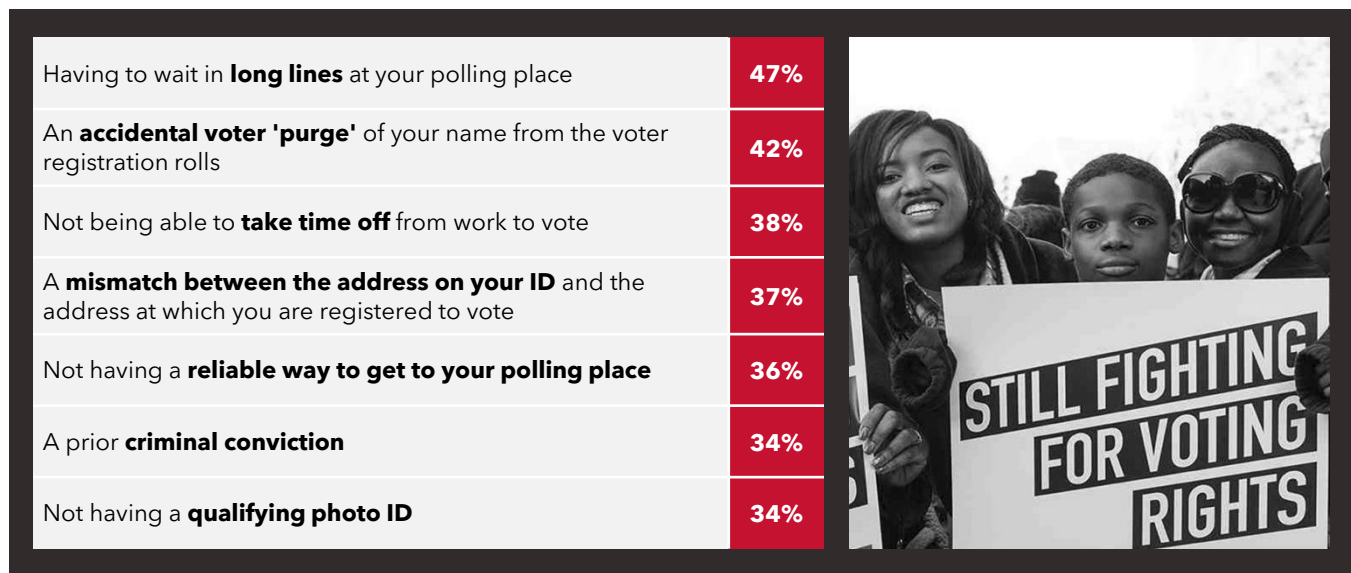 Having to wait in long lines at your polling place
47%
An accidental voter 'purge' of your name from the voter
registration rolls
42%
Not being able to take time off from work to vote
38%
A mismatch between the address on your ID and the
address at which you are registered to vote
37%
Not having a reliable way to get to your polling place
36%
A prior criminal conviction
34%
Not having a qualifying photo ID
34%
STILL FIGHTING
FOR VOTING
RIGHTS